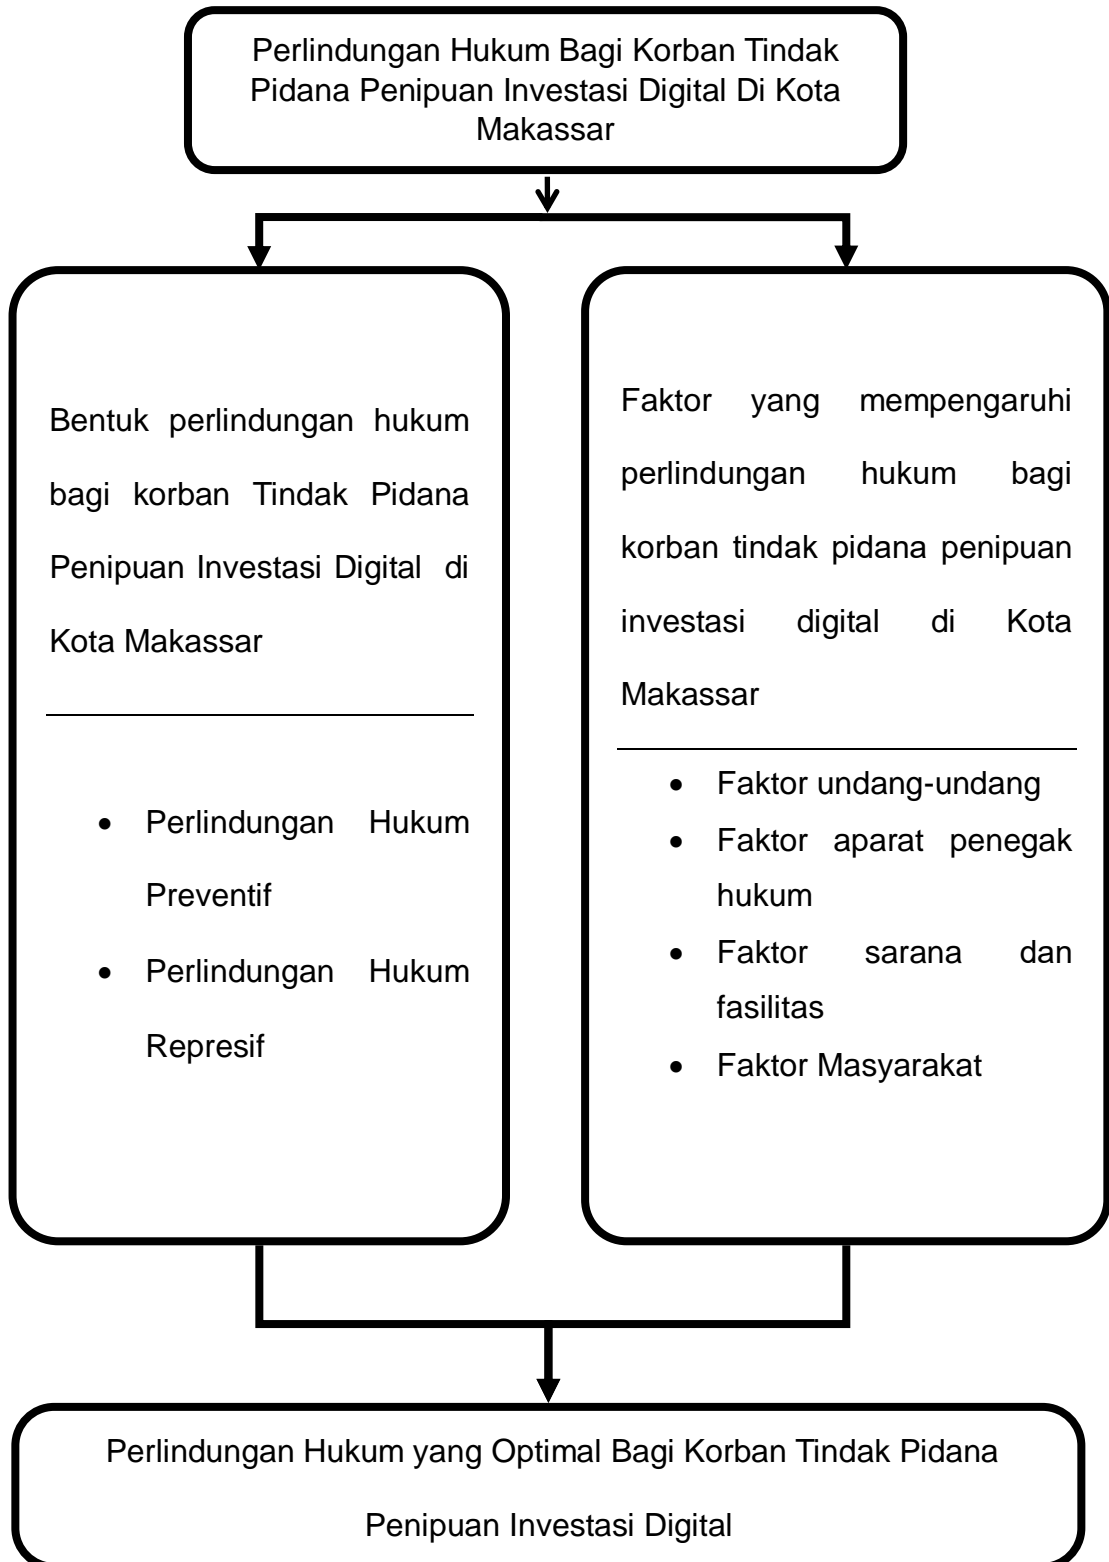 Perlindungan Hukum Bagi Korban Tindak
Pidana Penipuan Investasi Digital Di Kota
Makassar
Bentuk perlindungan hukum
bagi korban Tindak Pidana
Penipuan Investasi Digital di
Kota Makassar
• Perlindungan Hukum
Preventif
• Perlindungan Hukum
Represif
Faktor yang mempengaruhi
perlindungan hukum bagi
korban tindak pidana penipuan
investasi digital di Kota
Makassar
• Faktor undang-undang
• Faktor aparat penegak
hukum
• Faktor sarana dan
fasilitas
• Faktor Masyarakat
Perlindungan Hukum yang Optimal Bagi Korban Tindak Pidana
Penipuan Investasi Digital